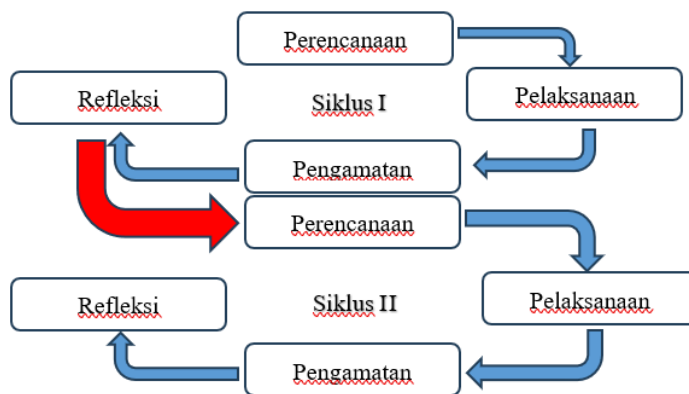 Perencanaan
Refleksi
Siklus I
Pelaksanaan
Pengamatan
Perencanaan
Refleksi
Siklus II
Pelaksanaan
Pengamatan